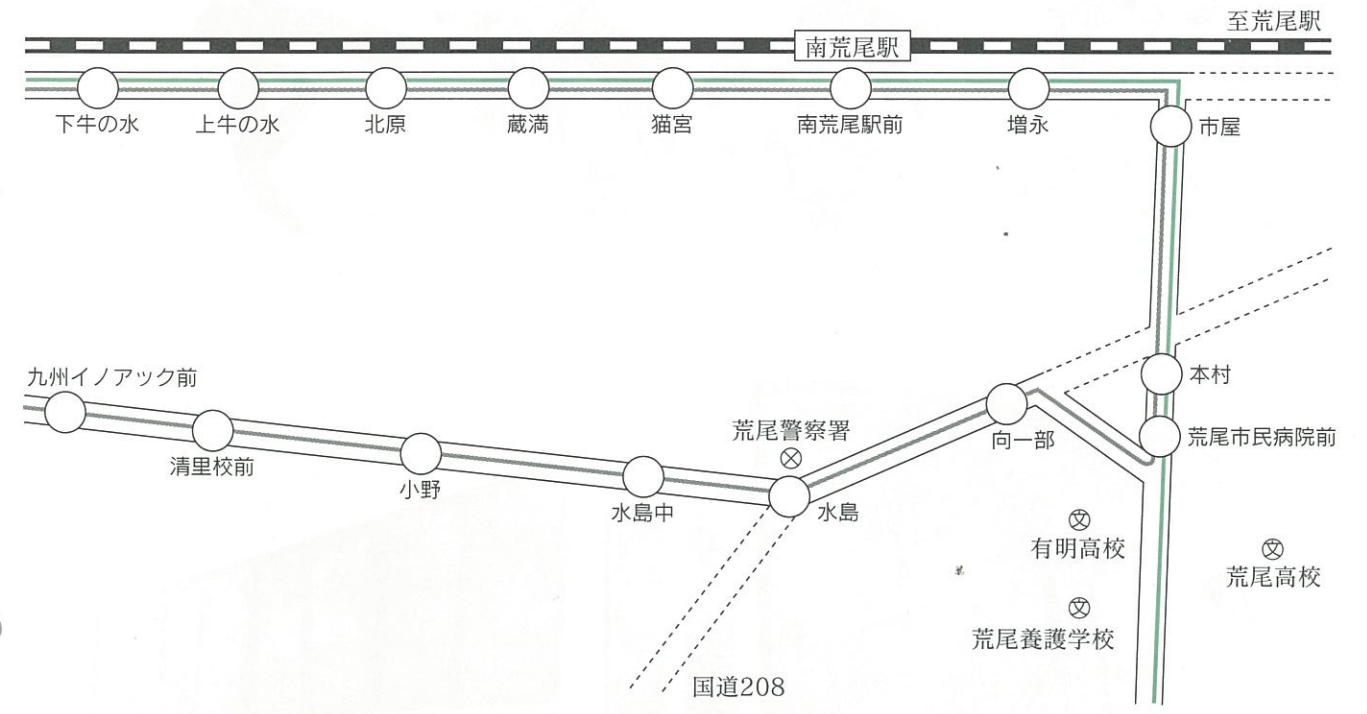 至荒尾駅
南荒尾駅
下牛の水
上牛の水
北原
蔵満
猫宮
南荒尾駅前
増永
市屋
九州イノアック前
清里校前
小野
水島中
荒尾警察署
水島
向一部
本村
荒尾市民病院前
文
有明高校
文
荒尾高校
文
荒尾養護学校
国道208